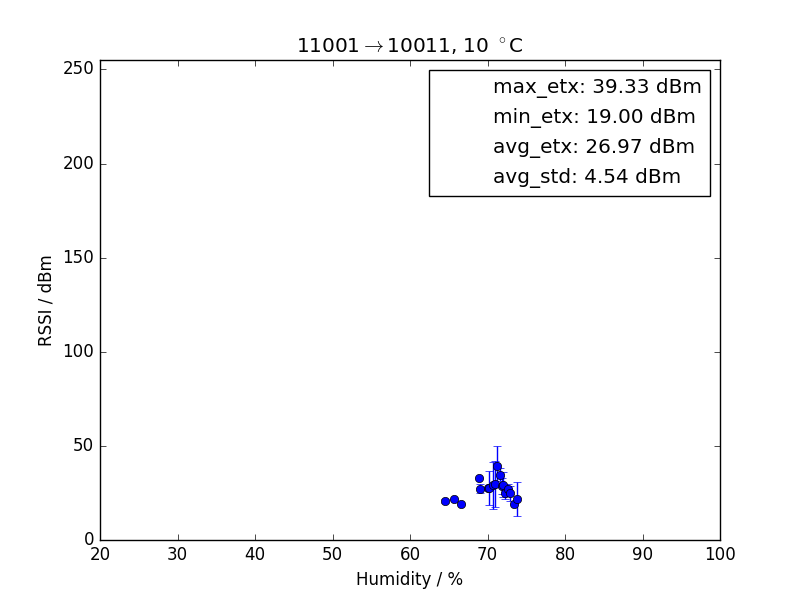 11001→10011, 10 °C
max_etx: 39.33 dBm
min_etx: 19.00 dBm
avg_etx: 26.97 dBm
avg_std: 4.54 dBm
250
200
150
100
50
0
RSSI / dBm
20 30 40 50 60 70 80 90 100
Humidity / %